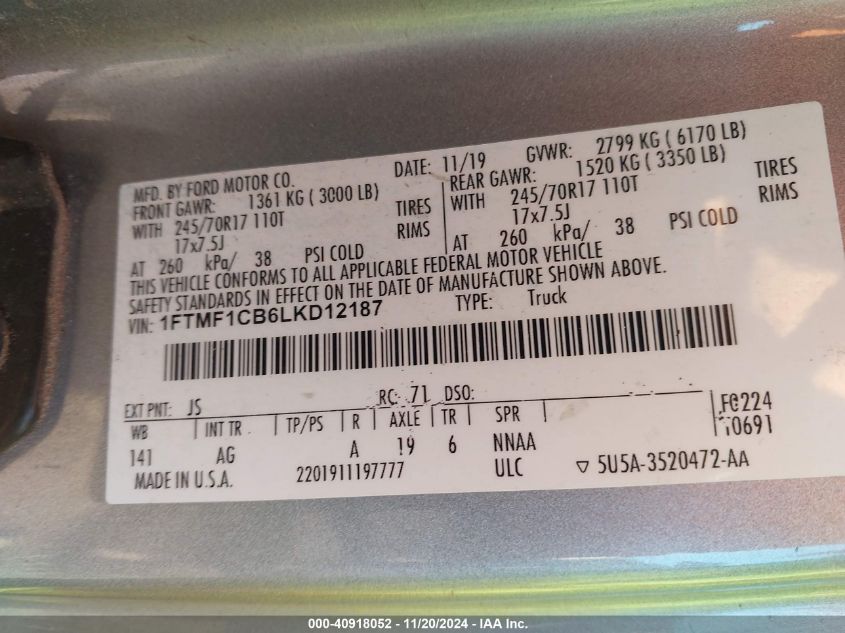 MFD. BY FORD MOTOR CO. DATE: 11/19 GVWR: 2799 KG ( 6170 LB)
FRONT GAWR: 1361 KG ( 3000 LB) REAR GAWR: 1520 KG ( 3350 LB)
WITH 245/70R17 110T TIRES WITH 245/70R17 110T TIRES
17x7.5J RIMS 17x7.5J RIMS
AT 260 kPa/ 38 PSI COLD AT 260 kPa/ 38 PSI COLD
THIS VEHICLE CONFORMS TO ALL APPLICABLE FEDERAL MOTOR VEHICLE
SAFETY STANDARDS IN EFFECT ON THE DATE OF MANUFACTURE SHOWN ABOVE.
VIN: 1FTMF1CB6LKD12187 TYPE: Truck
EXT PNT: JS RC: 71 DSO:
WB INT TR TP/PS R AXLE TR SPR
141 AG A 19 6 NNAA
MADE IN U.S.A. 2201911197777 ULC ▽ 5U5A-3520472-AA
000-40918052 - 11/20/2024 - IAA Inc.